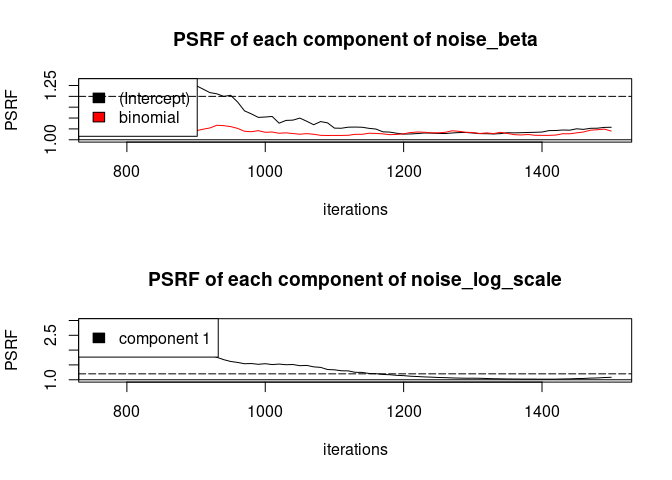 PSRF of each component of noise_beta
PSRF
1.25
1.00
(Intercept)
binomial
800 1000 1200 1400
iterations
PSRF of each component of noise_log_scale
PSRF
2.5
1.0
component 1
800 1000 1200 1400
iterations